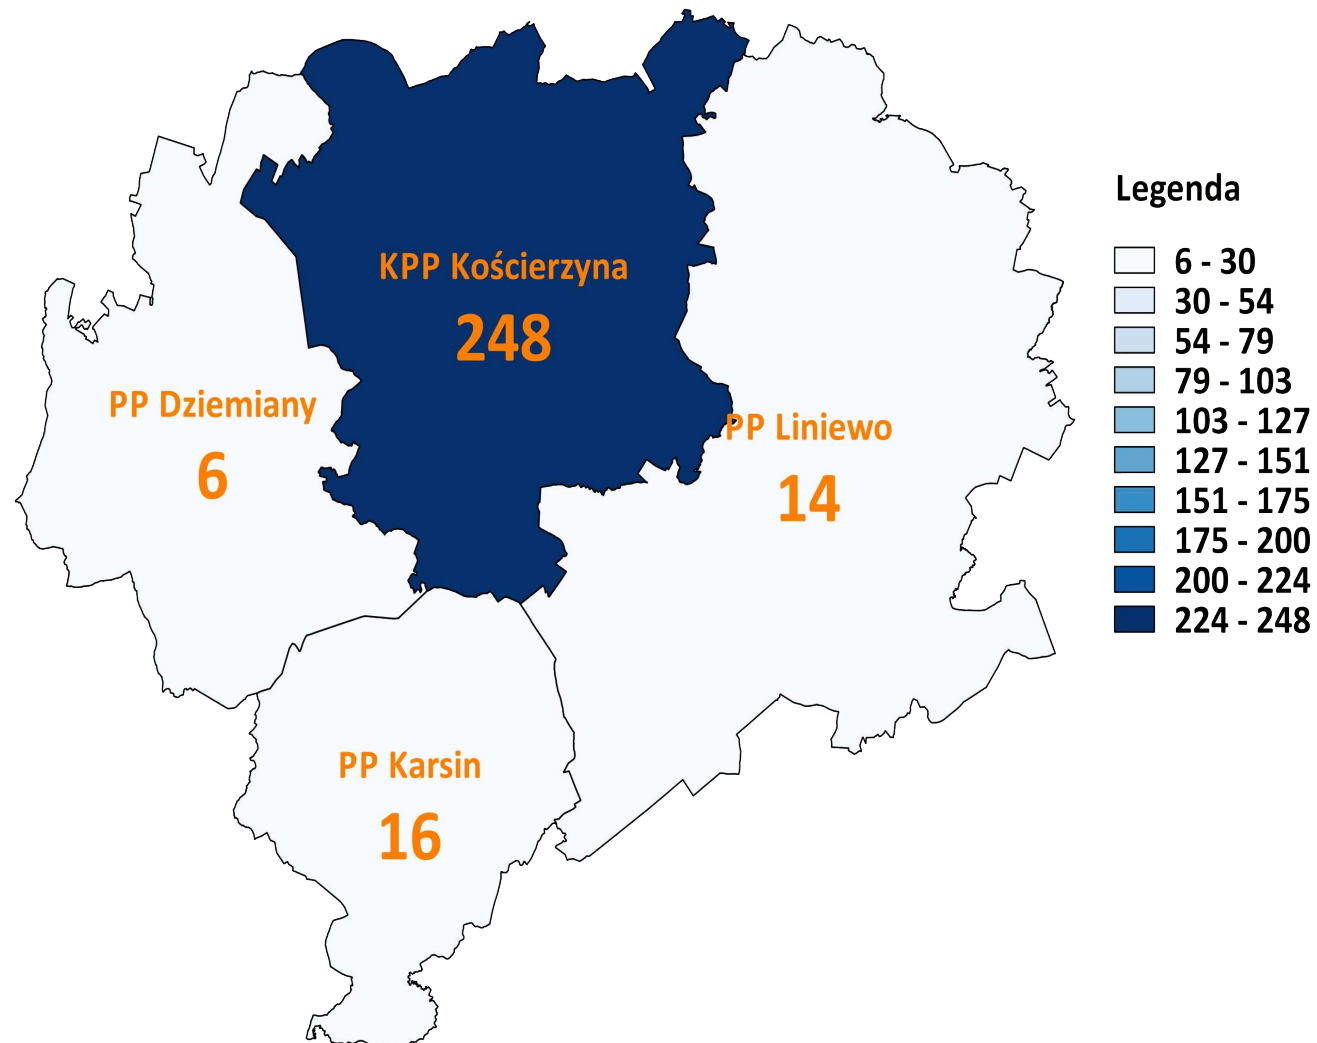 KPP Kościerzyna
248
PP Dziemiany
6
PP Liniewo
14
PP Karsin
16
Legenda
6 - 30
30 - 54
54 - 79
79 - 103
103 - 127
127 - 151
151 - 175
175 - 200
200 - 224
224 - 248